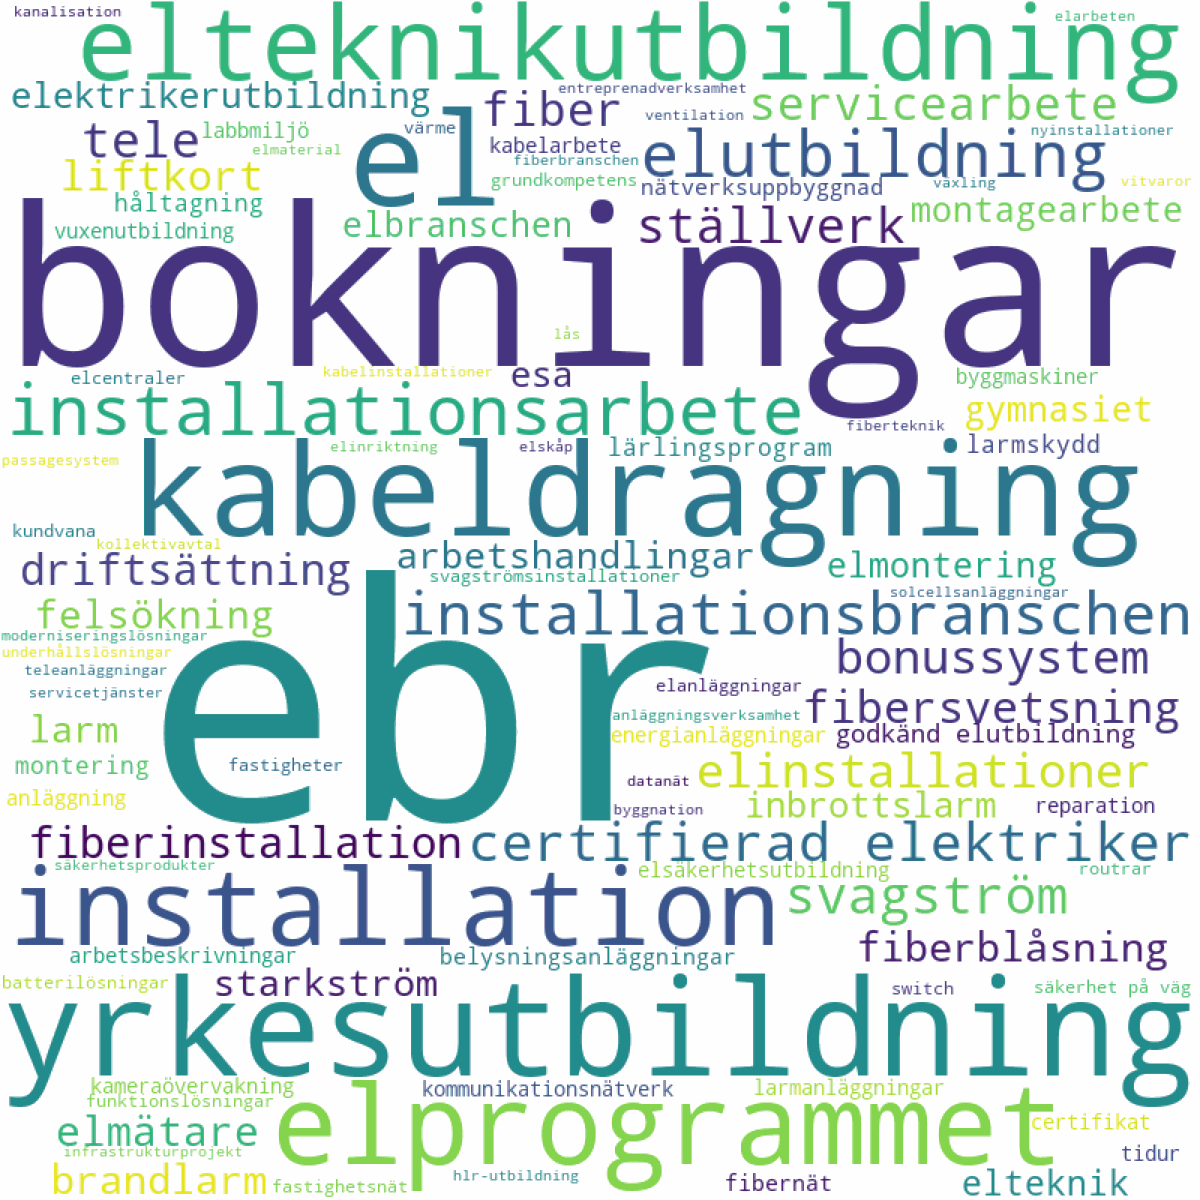 kanalisation
elteknikutbildning
elarbeten
elektrikerutbildning
entreprenadverksamhet
fiber
servicearbete
tele
labbmiljö
värme
el
ventilation
nyinstallationer
elmaterial
kabelarbete
fiberbranschen
elutbildning
liftkort
grundkompetens
nätverksuppbyggnad
växling
vitvaror
håltagning
vuxenutbildning
elbranschen
ställverk
montagearbete
bokningar
lås
elcentraler
kabelinstallationer
esa
byggmaskiner
installationsarbete
gymnasiet
fiberteknik
passagesystem
elinriktning
elskåp
lärlingsprogram
larmskydd
kabeldragning
kundvana
kollektivavtal
driftsättning
arbetshandlingar
elmontering
svagströmsinstallationer
solcellsanläggningar
felsökning
installationsbranschen
moderniseringslösningar
underhållslösningar
teleanläggningar
servicetjänster
ebr
bonussystem
elanläggningar
fibersvetsning
anläggningsverksamhet
larm
energianläggningar
godkänd elutbildning
montering
fastigheter
datanät
elinstallationer
anläggning
byggnation
inbrottslarm
reparation
fiberinstallation
certifierad elektriker
säkerhetsprodukter
elsäkerhetsutbildning
routrar
installation
svagström
arbetsbeskrivningar
belysningsanläggningar
fiberblåsning
batterilösningar
starkström
switch
säkerhet på väg
yrkesutbildning
kameraövervakning
kommunikationsnätverk
larmanläggningar
funktionslösningar
elprogrammet
elmätare
certifikat
infrastrukturprojekt
tidur
brandlarm
fastighetsnät
hlr-utbildning
fibernät
elteknik